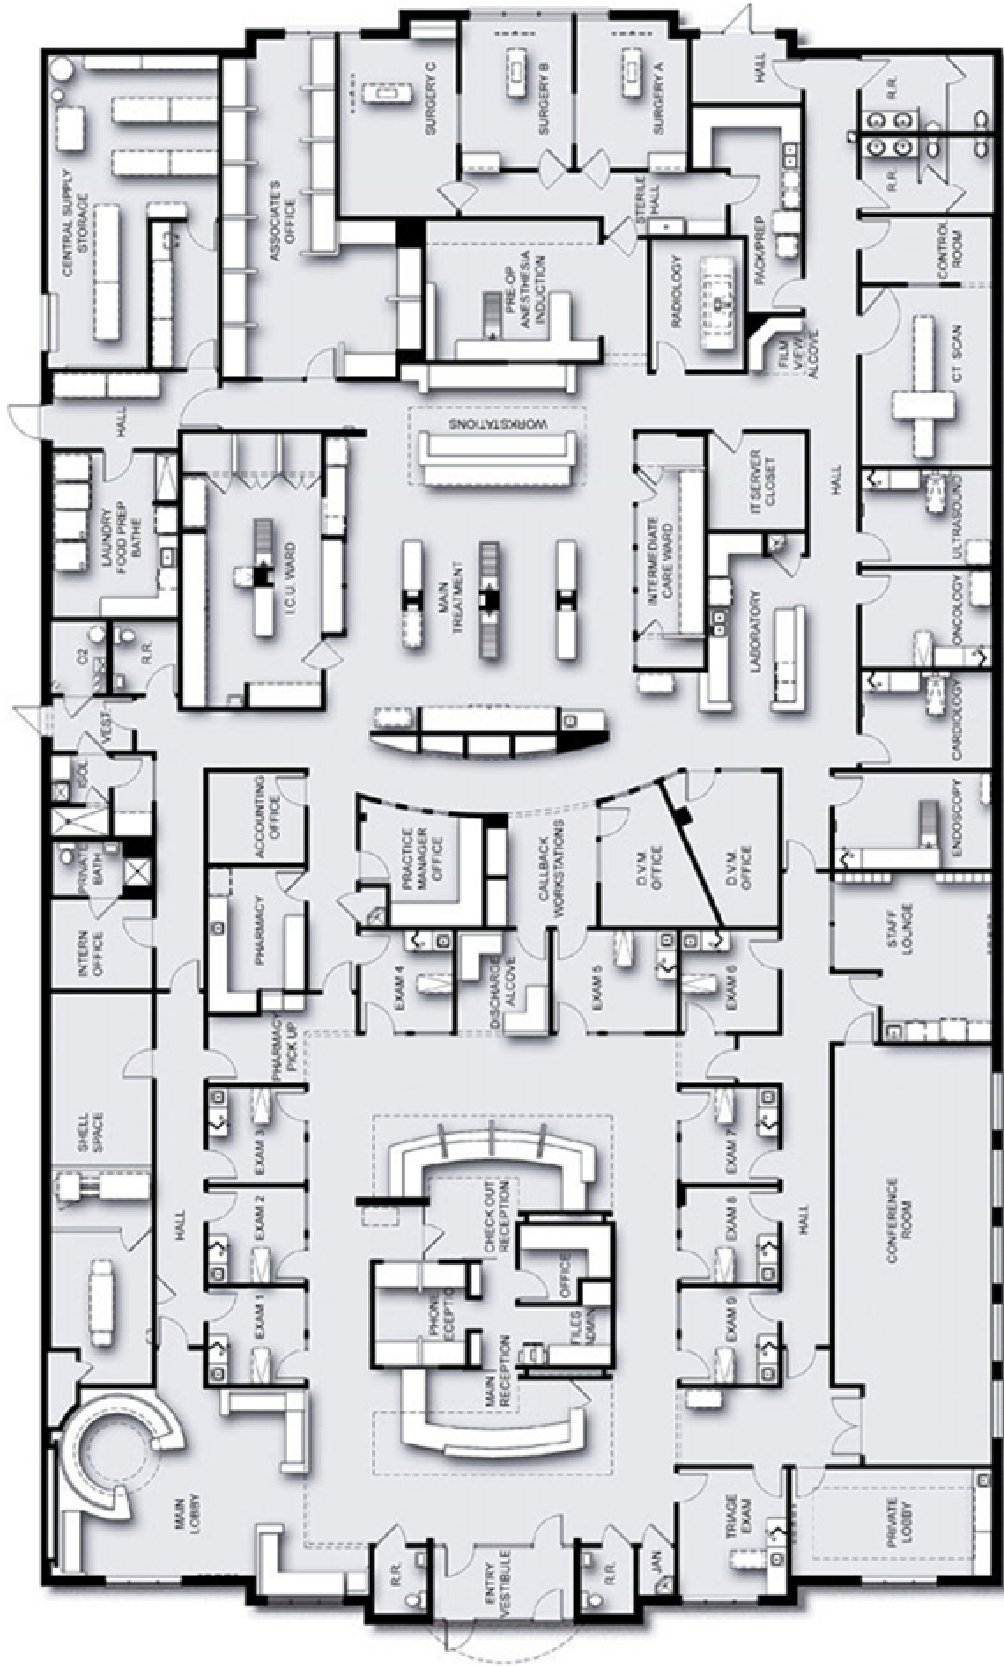 CENTRAL SUPPLY
STORAGE
ASSOCIATE'S
OFFICE
SURGERY C
SURGERY B
SURGERY A
HALL
R.R.
R.R.
STERILE
HALL
PACK/PREP
CONTROL
ROOM
PRE-OP
ANESTHESIA
INDUCTION
RADIOLOGY
FILM
VIEW
ALCOVE
CT SCAN
HALL
WORKSTATIONS
LAUNDRY
FOOD PREP
BATHE
I.C.U. WARD
MAIN
TREATMENT
INTERMEDIATE
CARE WARD
IT SERVER
CLOSET
HALL
ULTRASOUND
O2
R.R.
LABORATORY
ONCOLOGY
VEST.
CARDIOLOGY
ISOL
ACCOUNTING
OFFICE
PRACTICE
MANAGER
OFFICE
CALLBACK
WORKSTATIONS
D.V.M.
OFFICE
D.V.M.
OFFICE
ENDOSCOPY
PRIVATE
BATH
INTERN
OFFICE
PHARMACY
STAFF
LOUNGE
EXAM 4
DISCHARGE
ALCOVE
EXAM 5
EXAM 6
PHARMACY
PICK UP
SHELL
SPACE
EXAM 3
EXAM 7
HALL
EXAM 2
CHECK OUT
RECEPTION
EXAM 8
HALL
CONFERENCE
ROOM
OFFICE
EXAM 1
PHONE
ECEPTIO
FILES
ADMIN
EXAM 9
MAIN
RECEPTION
MAIN
LOBBY
TRIAGE
EXAM
PRIVATE
LOBBY
R.R.
ENTRY
VESTIBULE
R.R.
JAN